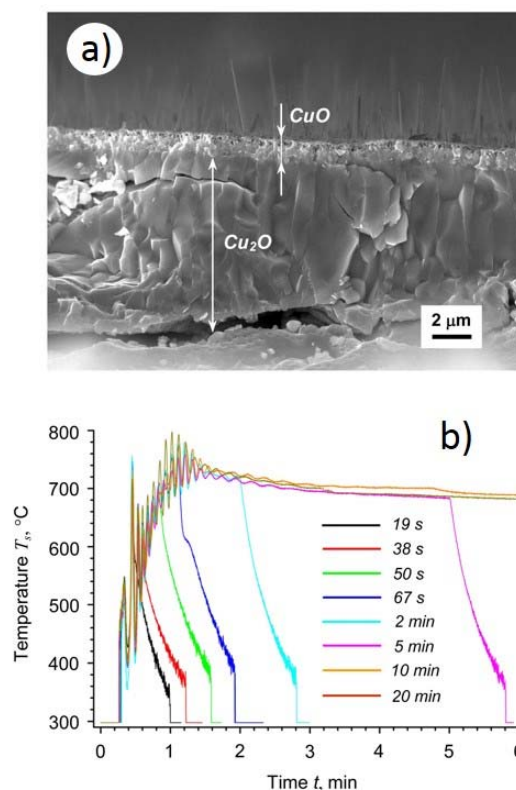 a)
CuO
Cu₂O
2 μm
b)
800
700
600
500
400
300
Temperature Tₛ, °C
19 s
38 s
50 s
67 s
2 min
5 min
10 min
20 min
0 1 2 3 4 5 6
Time t, min